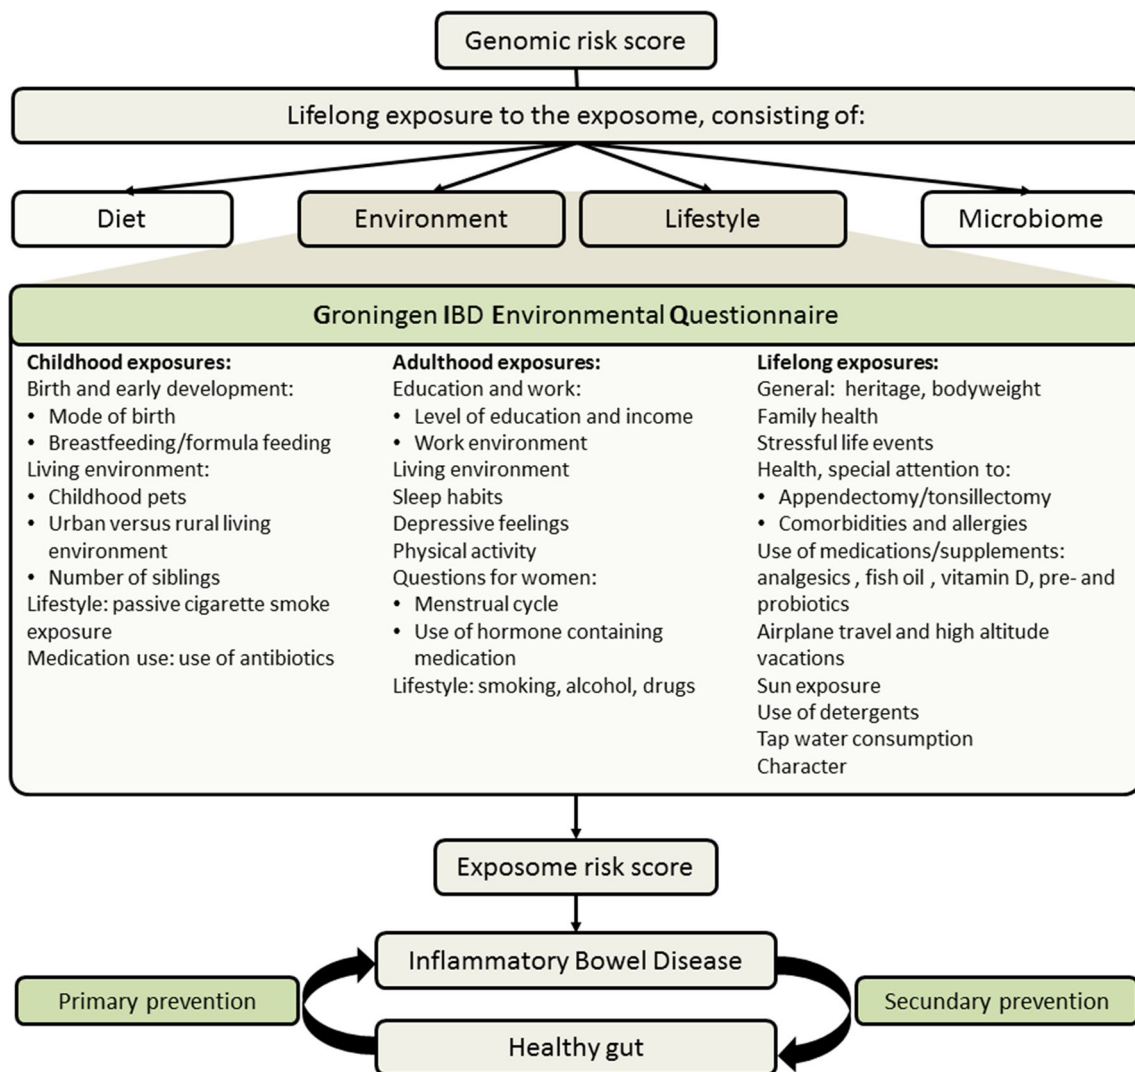 Genomic risk score
Lifelong exposure to the exposome, consisting of:
Diet
Environment
Lifestyle
Microbiome
Groningen IBD Environmental Questionnaire
Childhood exposures:
Birth and early development:
• Mode of birth
• Breastfeeding/formula feeding
Living environment:
• Childhood pets
• Urban versus rural living
environment
• Number of siblings
Lifestyle: passive cigarette smoke
exposure
Medication use: use of antibiotics
Adulthood exposures:
Education and work:
• Level of education and income
• Work environment
Living environment
Sleep habits
Depressive feelings
Physical activity
Questions for women:
• Menstrual cycle
• Use of hormone containing
medication
Lifestyle: smoking, alcohol, drugs
Lifelong exposures:
General: heritage, bodyweight
Family health
Stressful life events
Health, special attention to:
• Appendectomy/tonsillectomy
• Comorbidities and allergies
Use of medications/supplements:
analgesics , fish oil , vitamin D, pre- and
probiotics
Airplane travel and high altitude
vacations
Sun exposure
Use of detergents
Tap water consumption
Character
Exposome risk score
Inflammatory Bowel Disease
Primary prevention
Secundary prevention
Healthy gut